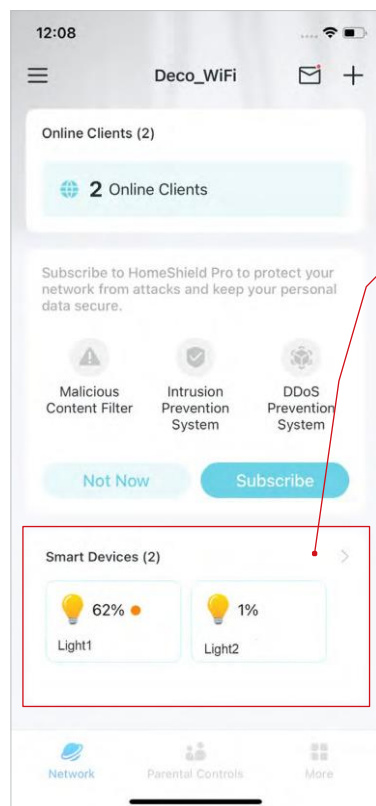 12:08
Deco_WiFi
Online Clients (2)
2 Online Clients
Subscribe to HomeShield Pro to protect your
network from attacks and keep your personal
data secure.
Malicious
Content Filter
Intrusion
Prevention
System
DDoS
Prevention
System
Not Now
Subscribe
Smart Devices (2)
62%
Light1
1%
Light2
Network
Parental Controls
More